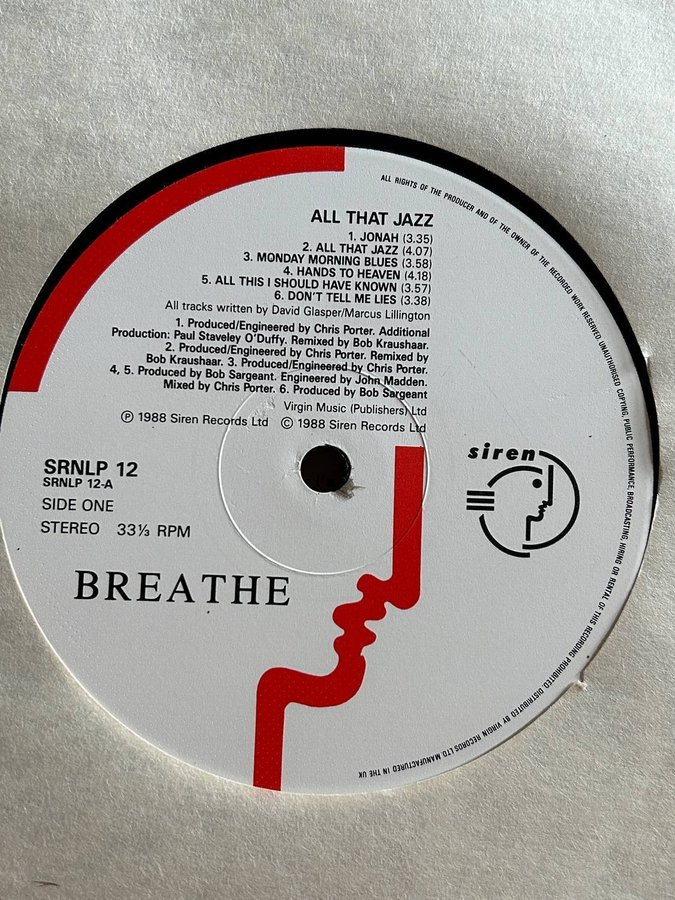 ALL THAT JAZZ
1. JONAH (3.35)
2. ALL THAT JAZZ (4.07)
3. MONDAY MORNING BLUES (3.58)
4. HANDS TO HEAVEN (4.18)
5. ALL THIS I SHOULD HAVE KNOWN (3.57)
6. DON'T TELL ME LIES (3.38)
All tracks written by David Glasper/Marcus Lillington
1. Produced/Engineered by Chris Porter. Additional
Production: Paul Staveley O'Duffy. Remixed by Bob Kraushaar.
2. Produced/Engineered by Chris Porter. Remixed by
Bob Kraushaar. 3. Produced/Engineered by Chris Porter.
4, 5. Produced by Bob Sargeant. Engineered by John Madden.
Mixed by Chris Porter. 6. Produced by Bob Sargeant
Virgin Music (Publishers) Ltd
℗ 1988 Siren Records Ltd © 1988 Siren Records Ltd
SRNLP 12
SRNLP 12-A
SIDE ONE
STEREO 33⅓ RPM
siren
BREATHE
ALL RIGHTS OF THE PRODUCER AND OF THE OWNER OF THE RECORDED WORK RESERVED. UNAUTHORISED COPYING, PUBLIC PERFORMANCE, BROADCASTING, HIRING OR RENTAL OF THIS RECORDING PROHIBITED. DISTRIBUTED BY VIRGIN RECORDS LTD. MANUFACTURED IN THE UK